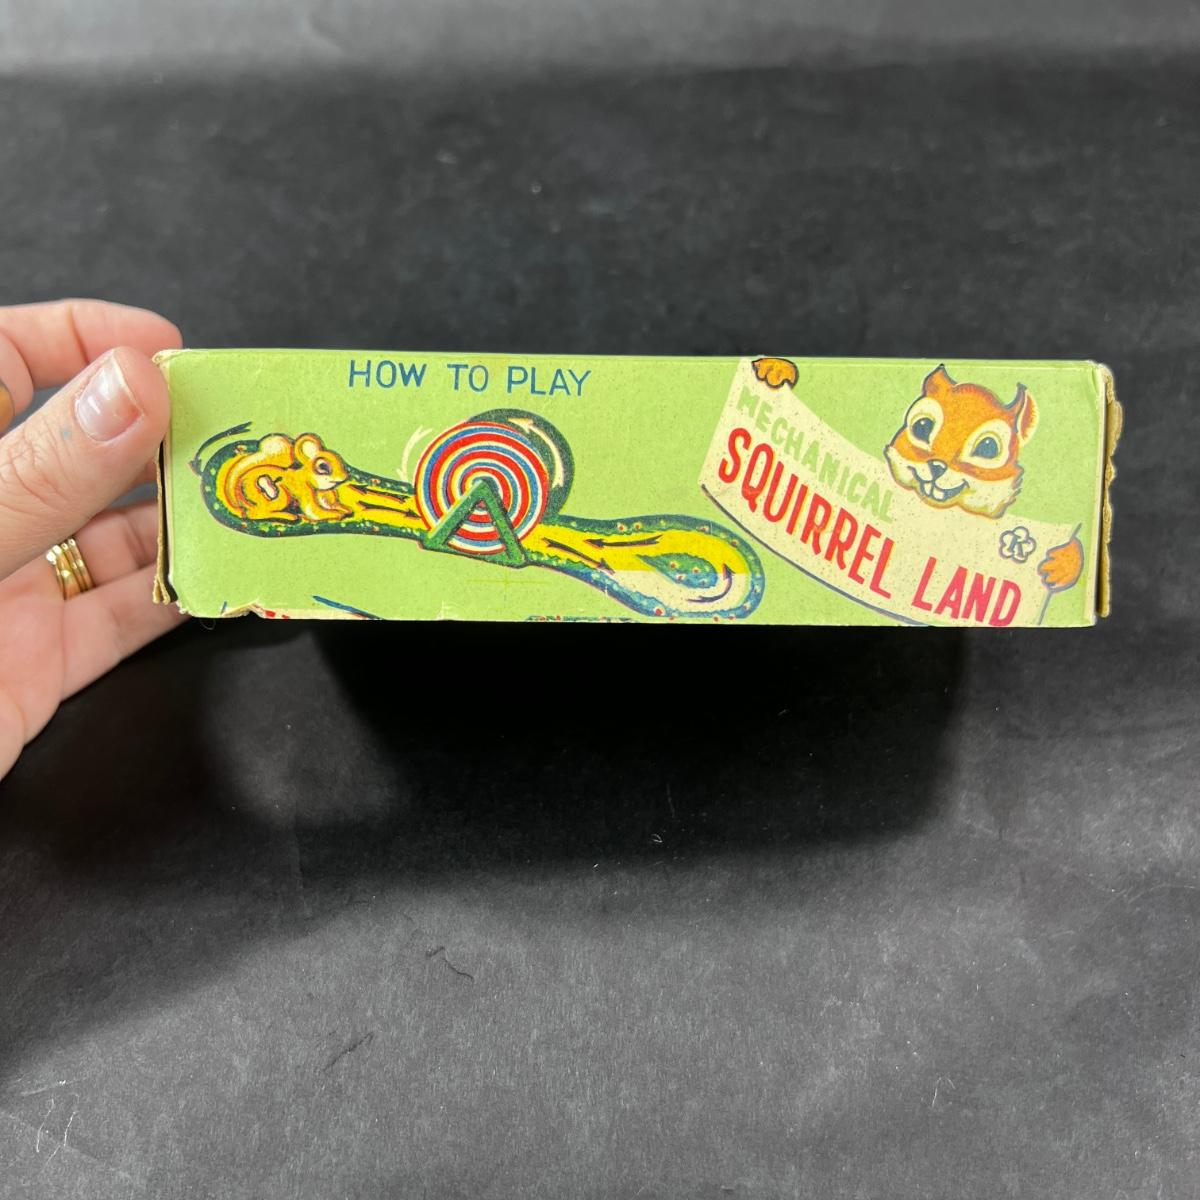 HOW TO PLAY
MECHANICAL
SQUIRREL LAND
R